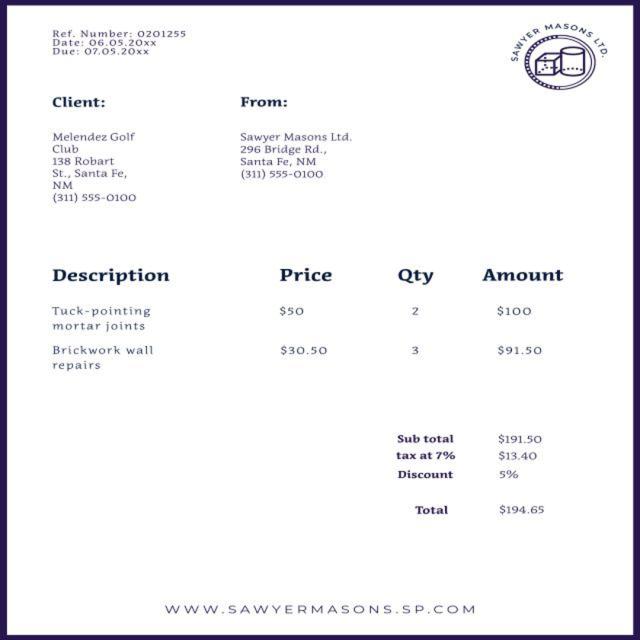 Ref. Number: 0201255
Date: 06.05.20xx
Due: 07.05.20xx
SAWYER MASONS LTD.
Client:
Melendez Golf
Club
138 Robart
St., Santa Fe,
NM
(311) 555-0100
From:
Sawyer Masons Ltd.
296 Bridge Rd.,
Santa Fe, NM
(311) 555-0100
Description Price Qty Amount
Tuck-pointing $50 2 $100
mortar joints
Brickwork wall $30.50 3 $91.50
repairs
Sub total $191.50
tax at 7% $13.40
Discount 5%
Total $194.65
WWW.SAWYERMASONS.SP.COM